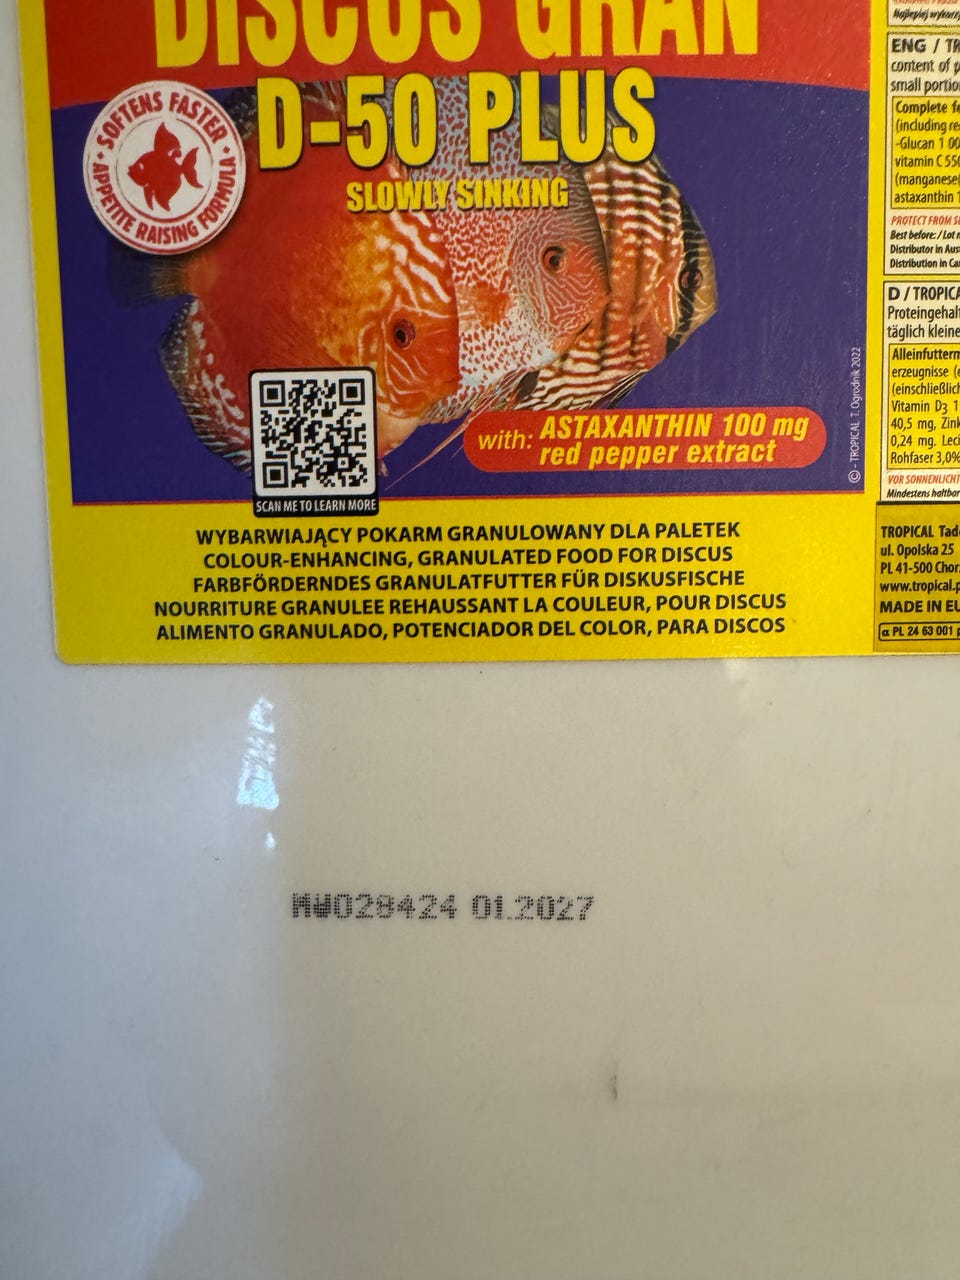 DISCUS GRAN
D-50 PLUS
SLOWLY SINKING
SOFTENS FASTER
APPETITE RAISING FORMULA
with: ASTAXANTHIN 100 mg
red pepper extract
SCAN ME TO LEARN MORE
© - TROPICAL T. Ogrodnik 2022
WYBARWIAJĄCY POKARM GRANULOWANY DLA PALETEK
COLOUR-ENHANCING, GRANULATED FOOD FOR DISCUS
FARBFÖRDERNDES GRANULATFUTTER FÜR DISKUSFISCHE
NOURRITURE GRANULEE REHAUSSANT LA COULEUR, POUR DISCUS
ALIMENTO GRANULADO, POTENCIADOR DEL COLOR, PARA DISCOS
ENG / TR
content of
small portio
Complete fe
(including re
-Glucan 1 00
vitamin C 550
(manganese(
astaxanthin 1
PROTECT FROM S
Best before: / Lot n
Distributor in Aus
Distribution in Ca
D / TROPICA
Proteingehal
täglich kleine
Alleinfutterm
erzeugnisse (e
(einschließlich
Vitamin D3 1
40,5 mg, Zink
0,24 mg. Leci
Rohfaser 3,0%
VOR SONNENLICHT
Mindestens haltbar
TROPICAL Tad
ul. Opolska 25
PL 41-500 Chor
www.tropical.p
MADE IN EU
α PL 24 63 001 p
MW028424 01.2027